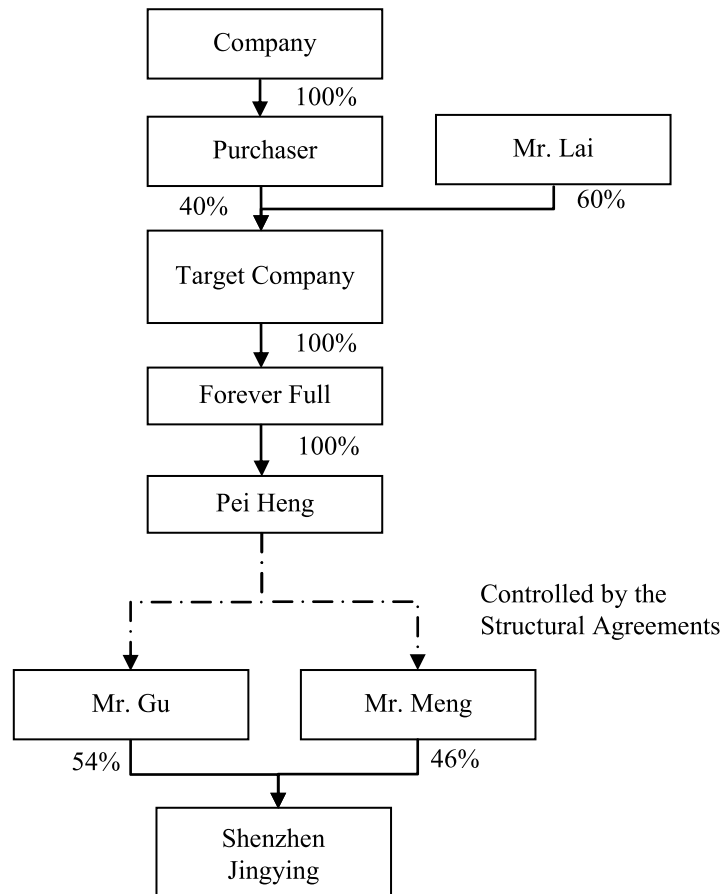 Company
100%
Purchaser
Mr. Lai
40%
60%
Target Company
100%
Forever Full
100%
Pei Heng
Controlled by the
Structural Agreements
Mr. Gu
Mr. Meng
54%
46%
Shenzhen
Jingying